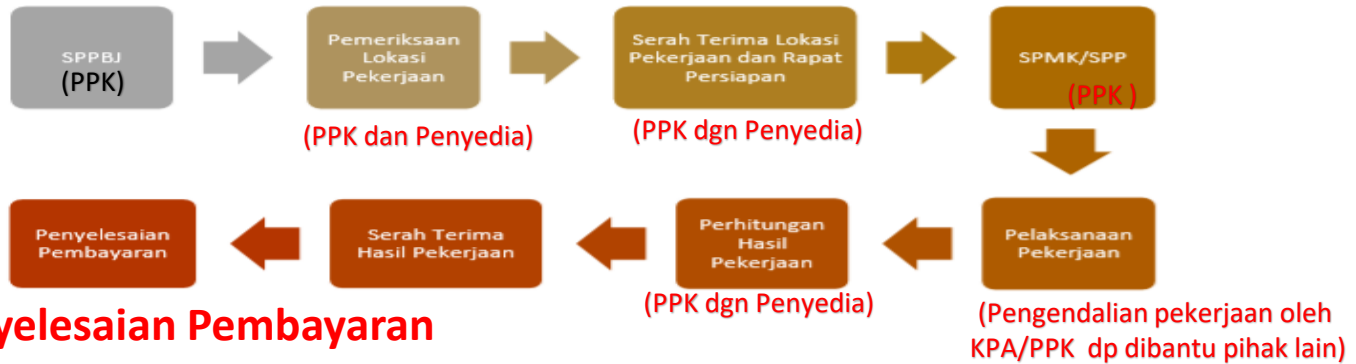 SPPBJ
(PPK)
Pemeriksaan
Lokasi
Pekerjaan
(PPK dan Penyedia)
Serah Terima Lokasi
Pekerjaan dan Rapat
Persiapan
(PPK dgn Penyedia)
SPMK/SPP
(PPK )
Pelaksanaan
Pekerjaan
(Pengendalian pekerjaan oleh
KPA/PPK dp dibantu pihak lain)
Perhitungan
Hasil
Pekerjaan
(PPK dgn Penyedia)
Serah Terima
Hasil Pekerjaan
Penyelesaian
Pembayaran
yelesaian Pembayaran